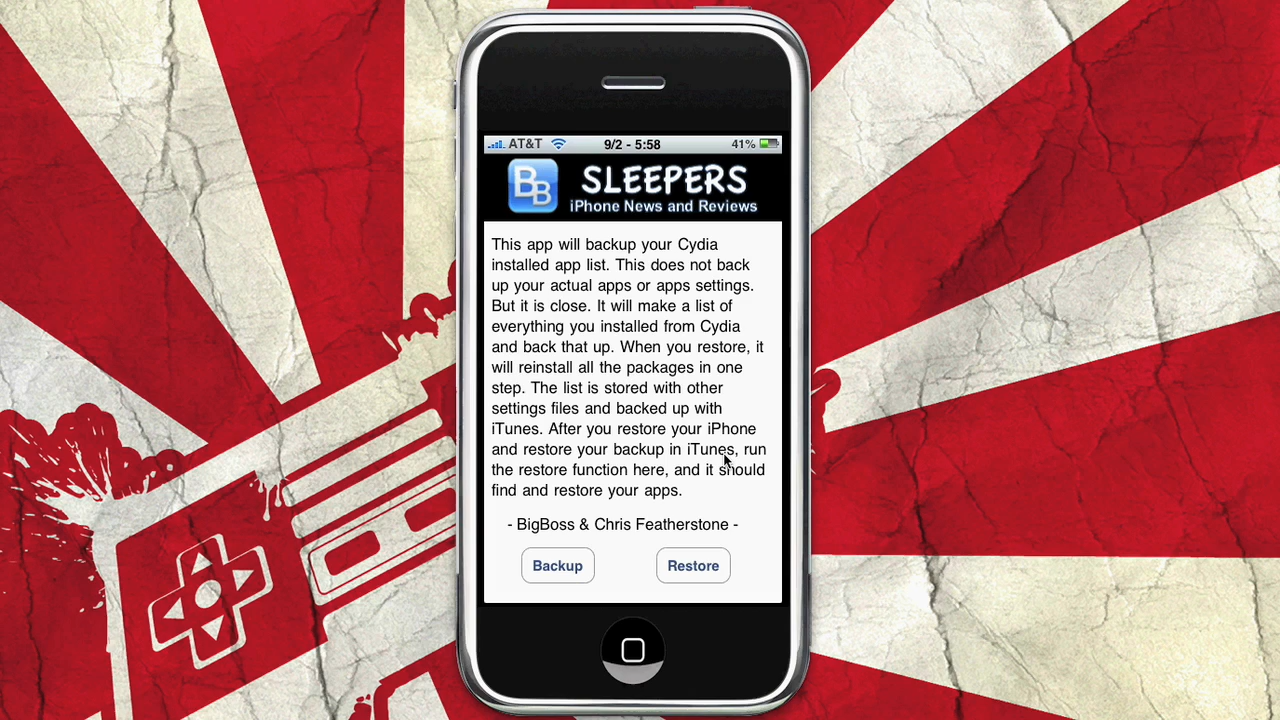 AT&T 9/2 - 5:58 41%
BB SLEEPERS
iPhone News and Reviews
This app will backup your Cydia
installed app list. This does not back
up your actual apps or apps settings.
But it is close. It will make a list of
everything you installed from Cydia
and back that up. When you restore, it
will reinstall all the packages in one
step. The list is stored with other
settings files and backed up with
iTunes. After you restore your iPhone
and restore your backup in iTunes, run
the restore function here, and it should
find and restore your apps.
- BigBoss & Chris Featherstone -
Backup Restore